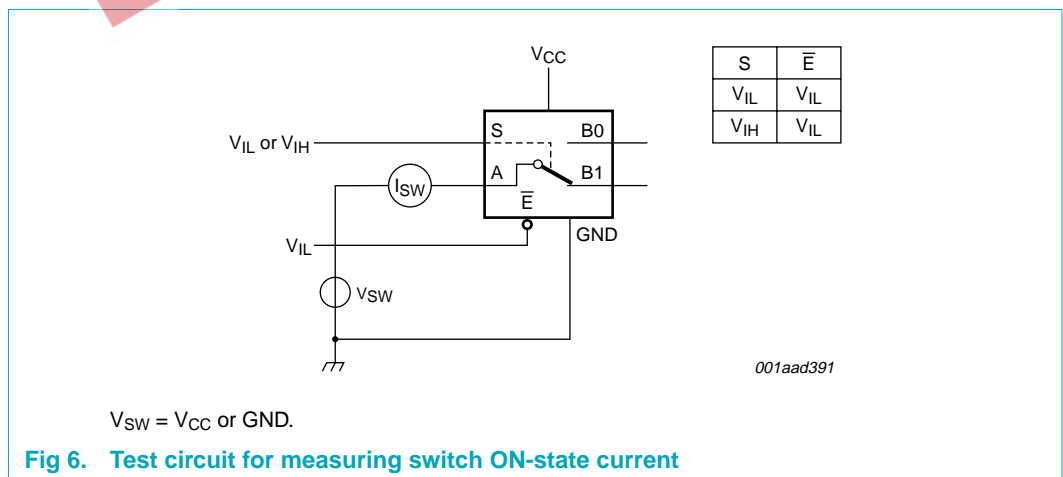 VCC
S E̅
VIL VIL
VIH VIL
VIL or VIH
S B0
A B1
ISW
E̅
GND
VIL
VSW
001aad391
VSW = VCC or GND.
Fig 6. Test circuit for measuring switch ON-state current